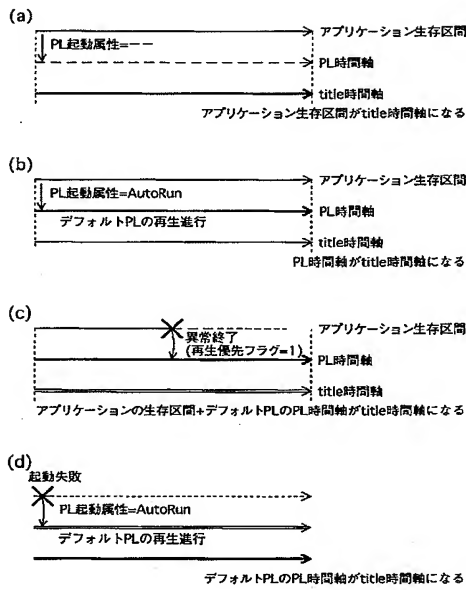 (a)
アプリケーション生存区間
PL起動属性=ーー
PL時間軸
title時間軸
アプリケーション生存区間がtitle時間軸になる
(b)
アプリケーション生存区間
PL起動属性=AutoRun
PL時間軸
デフォルトPLの再生進行
title時間軸
PL時間軸がtitle時間軸になる
(c)
アプリケーション生存区間
異常終了
(再生優先フラグ=1)
PL時間軸
title時間軸
アプリケーションの生存区間+デフォルトPLのPL時間軸がtitle時間軸になる
(d)
起動失敗
PL起動属性=AutoRun
デフォルトPLの再生進行
デフォルトPLのPL時間軸がtitle時間軸になる